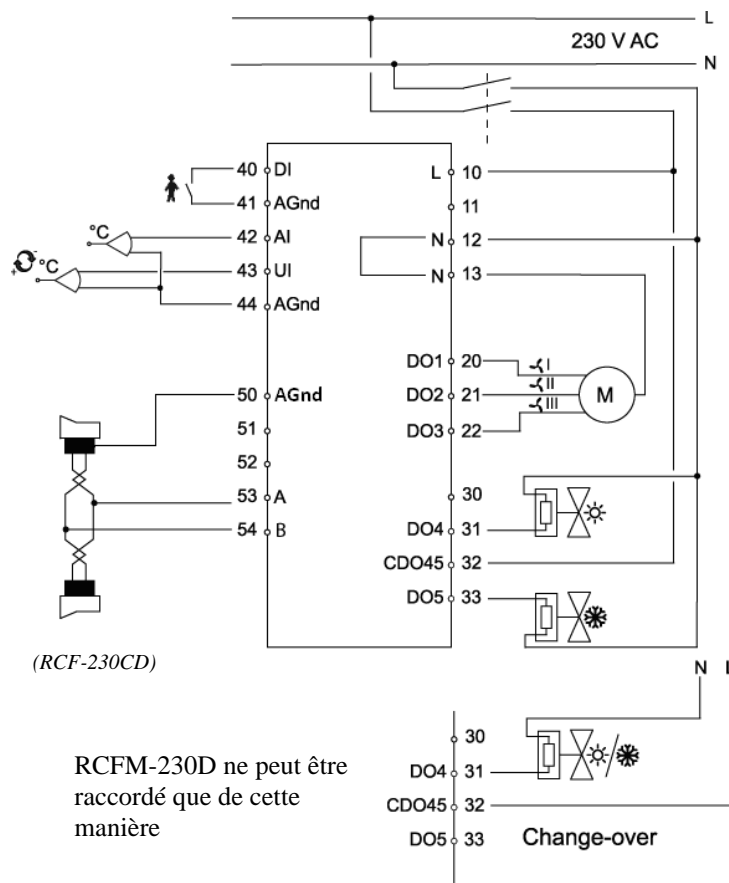 L
230 V AC
N
40 DI
41 AGnd
°C
42 AI
°C
43 UI
44 AGnd
50 AGnd
51
52
53 A
54 B
L 10
11
N 12
N 13
DO1 20
I
DO2 21
II
M
DO3 22
III
30
DO4 31
CDO45 32
DO5 33
(RCF-230CD)
N
RCFM-230D ne peut être
raccordé que de cette
manière
30
DO4 31
CDO45 32
DO5 33
Change-over